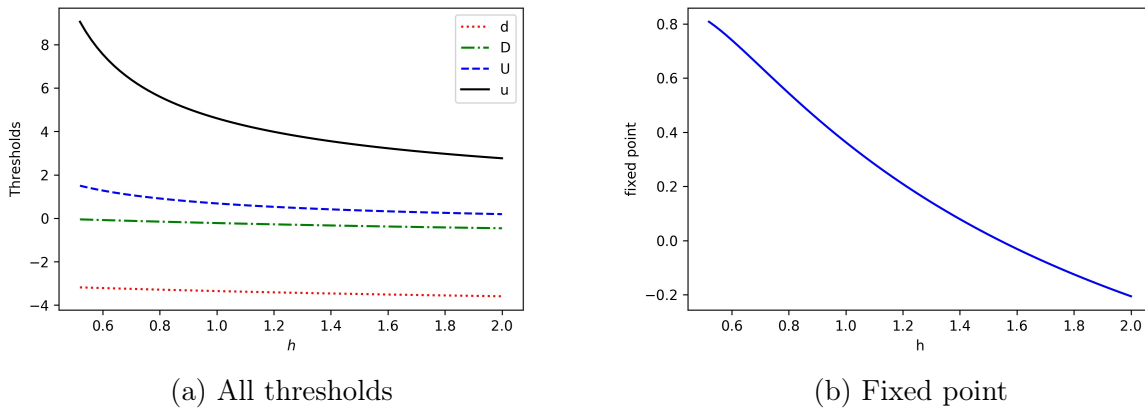 8
6
4
2
0
−2
−4
Thresholds
d
D
U
u
0.6 0.8 1.0 1.2 1.4 1.6 1.8 2.0
h
(a) All thresholds
0.8
0.6
0.4
0.2
0.0
−0.2
fixed point
0.6 0.8 1.0 1.2 1.4 1.6 1.8 2.0
h
(b) Fixed point